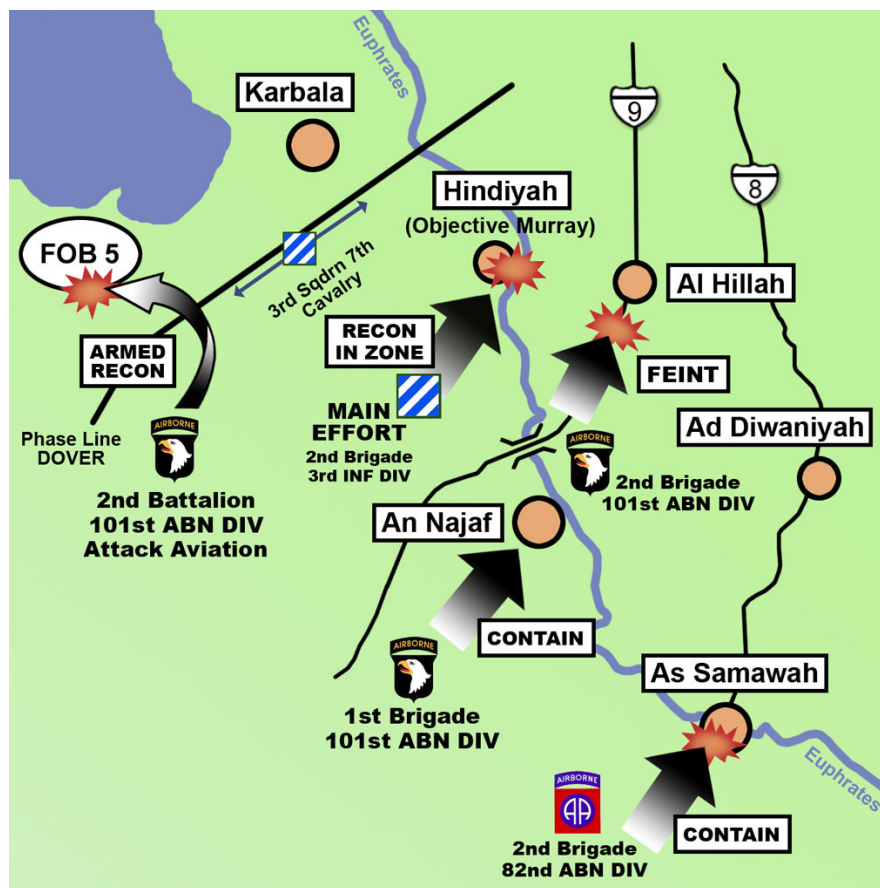 Euphrates
Karbala
9
8
Hindiyah
(Objective Murray)
FOB 5
3rd Sqdrn 7th
Cavalry
Al Hillah
ARMED
RECON
RECON
IN ZONE
FEINT
MAIN
EFFORT
2nd Brigade
3rd INF DIV
Ad Diwaniyah
Phase Line
DOVER
AIRBORNE
2nd Battalion
101st ABN DIV
Attack Aviation
AIRBORNE
2nd Brigade
101st ABN DIV
An Najaf
CONTAIN
AIRBORNE
1st Brigade
101st ABN DIV
As Samawah
Euphrates
AIRBORNE
AA
2nd Brigade
82nd ABN DIV
CONTAIN